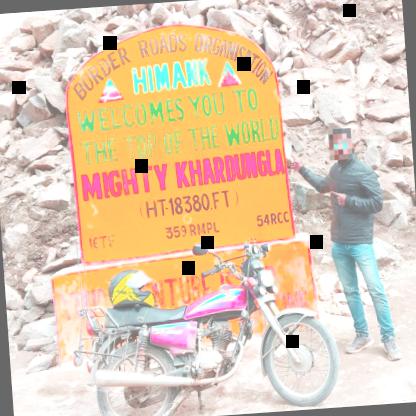 BORDER ROADS ORGANISATION
HIMANK
WELCOMES YOU TO
THE TOP OF THE WORLD
MIGHTY KHARDUNGLA
(HT-18380.FT)
359 RMPL
54RCC